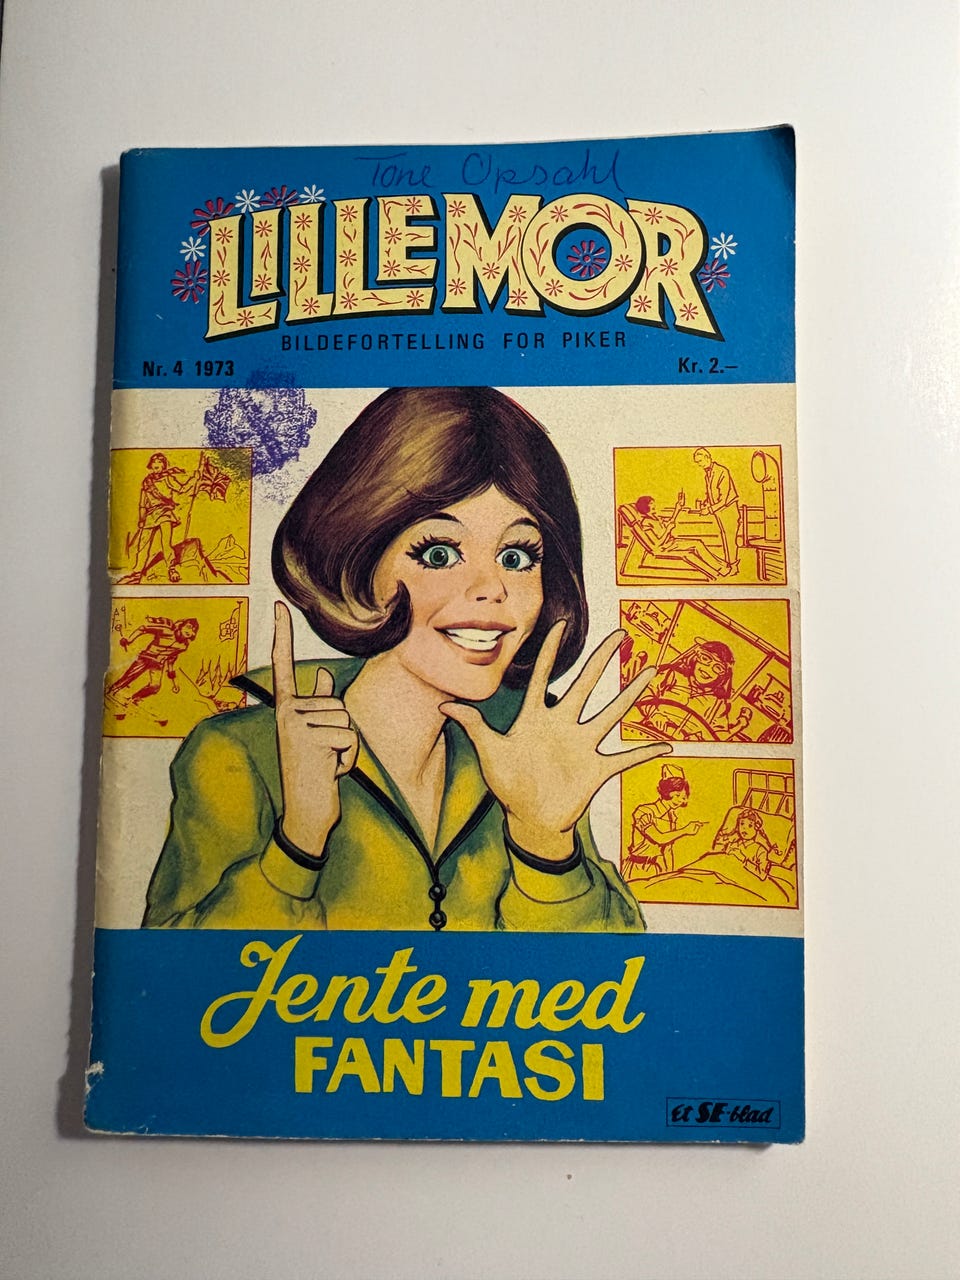 Tone Opsahl
LILLEMOR
BILDEFORTELLING FOR PIKER
Nr. 4 1973
Kr. 2.—
Jente med
FANTASI
Et SE-blad